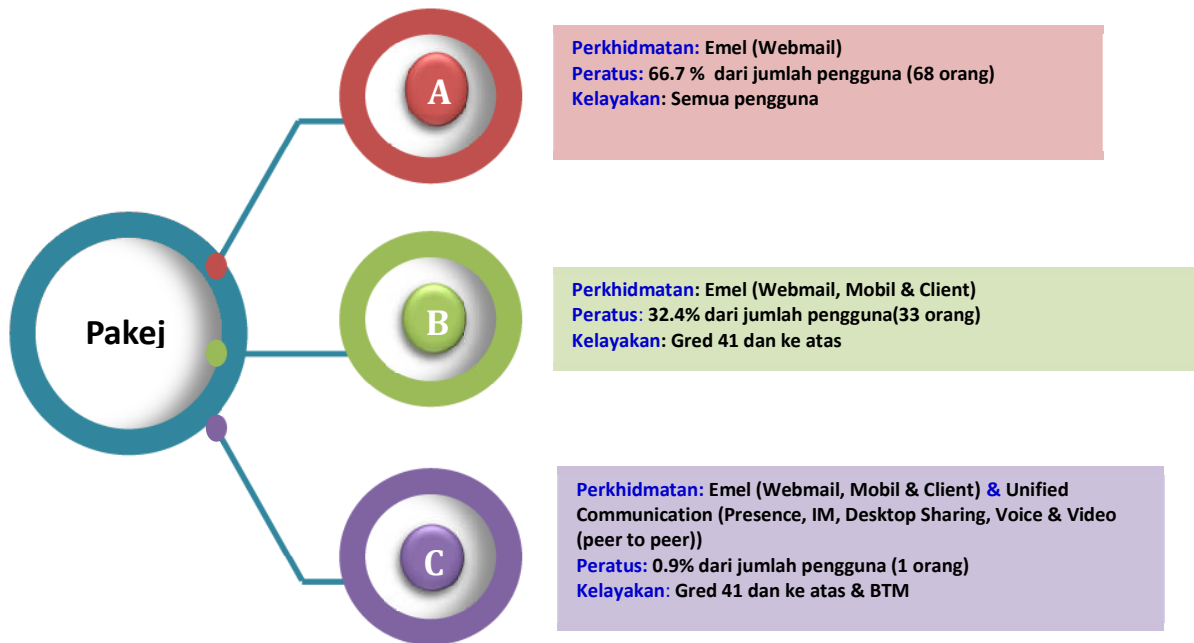 Pakej
A
Perkhidmatan: Emel (Webmail)
Peratus: 66.7 % dari jumlah pengguna (68 orang)
Kelayakan: Semua pengguna
B
Perkhidmatan: Emel (Webmail, Mobil & Client)
Peratus: 32.4% dari jumlah pengguna(33 orang)
Kelayakan: Gred 41 dan ke atas
C
Perkhidmatan: Emel (Webmail, Mobil & Client) & Unified
Communication (Presence, IM, Desktop Sharing, Voice & Video
(peer to peer))
Peratus: 0.9% dari jumlah pengguna (1 orang)
Kelayakan: Gred 41 dan ke atas & BTM